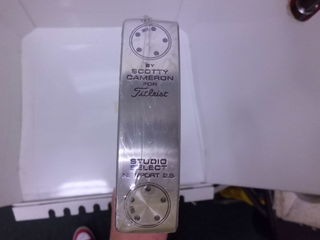 BY
SCOTTY
CAMERON
FOR
Titleist
STUDIO
SELECT
NEWPORT 2.6